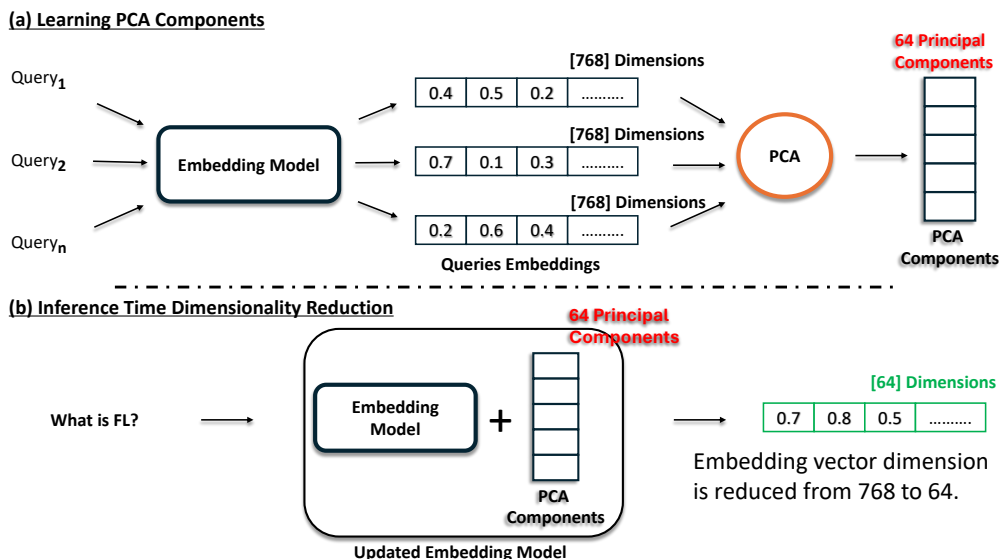 (a) Learning PCA Components
64 Principal
Components
[768] Dimensions
Query1
0.4 0.5 0.2 ..........
[768] Dimensions
Query2
Embedding Model
0.7 0.1 0.3 ..........
PCA
[768] Dimensions
Queryn
0.2 0.6 0.4 ..........
Queries Embeddings
PCA
Components
(b) Inference Time Dimensionality Reduction
64 Principal
Components
What is FL?
Embedding
Model
+
PCA
Components
Updated Embedding Model
[64] Dimensions
0.7 0.8 0.5 ..........
Embedding vector dimension
is reduced from 768 to 64.